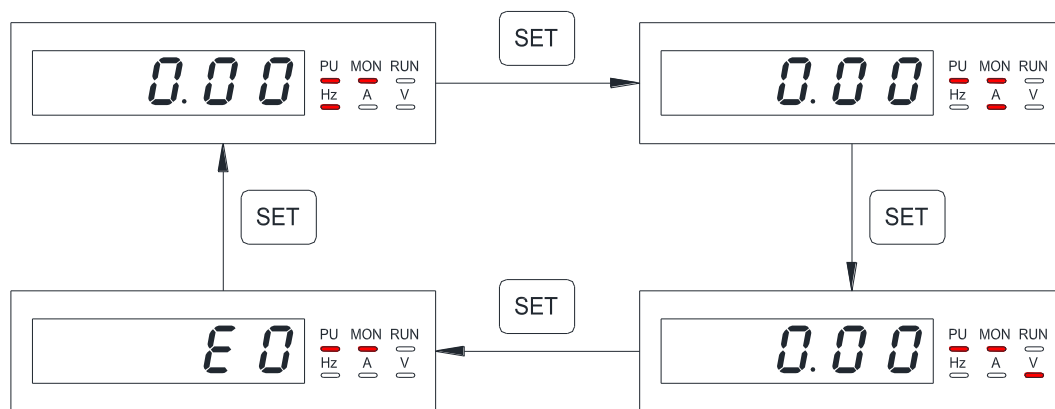 SET
0.00 PU MON RUN
Hz A V
0.00 PU MON RUN
Hz A V
SET
SET
SET
E0 PU MON RUN
Hz A V
0.00 PU MON RUN
Hz A V